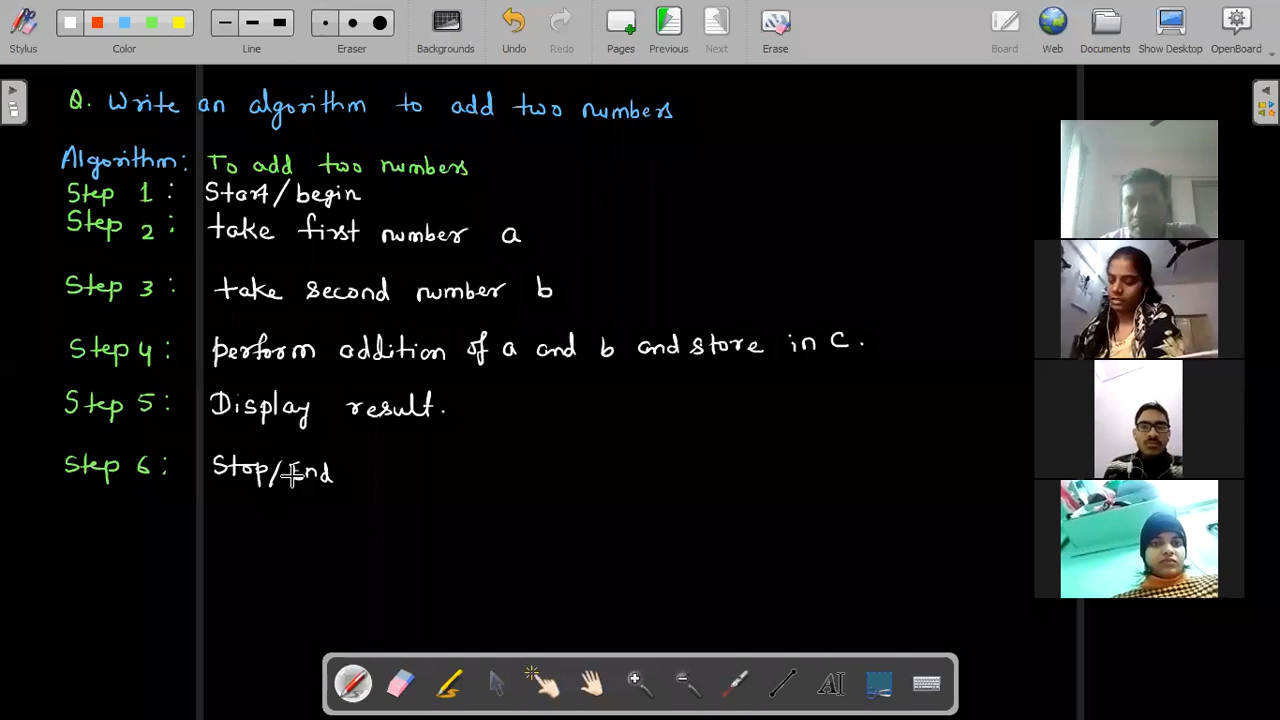 Stylus Color Line Eraser Backgrounds Undo Redo Pages Previous Next Erase Board Web Documents Show Desktop OpenBoard
Q. Write an algorithm to add two numbers
Algorithm: To add two numbers
Step 1: Start/begin
Step 2: take first number a
Step 3: take second number b
Step 4: perform addition of a and b and store in C.
Step 5: Display result.
Step 6: Stop/End
AI